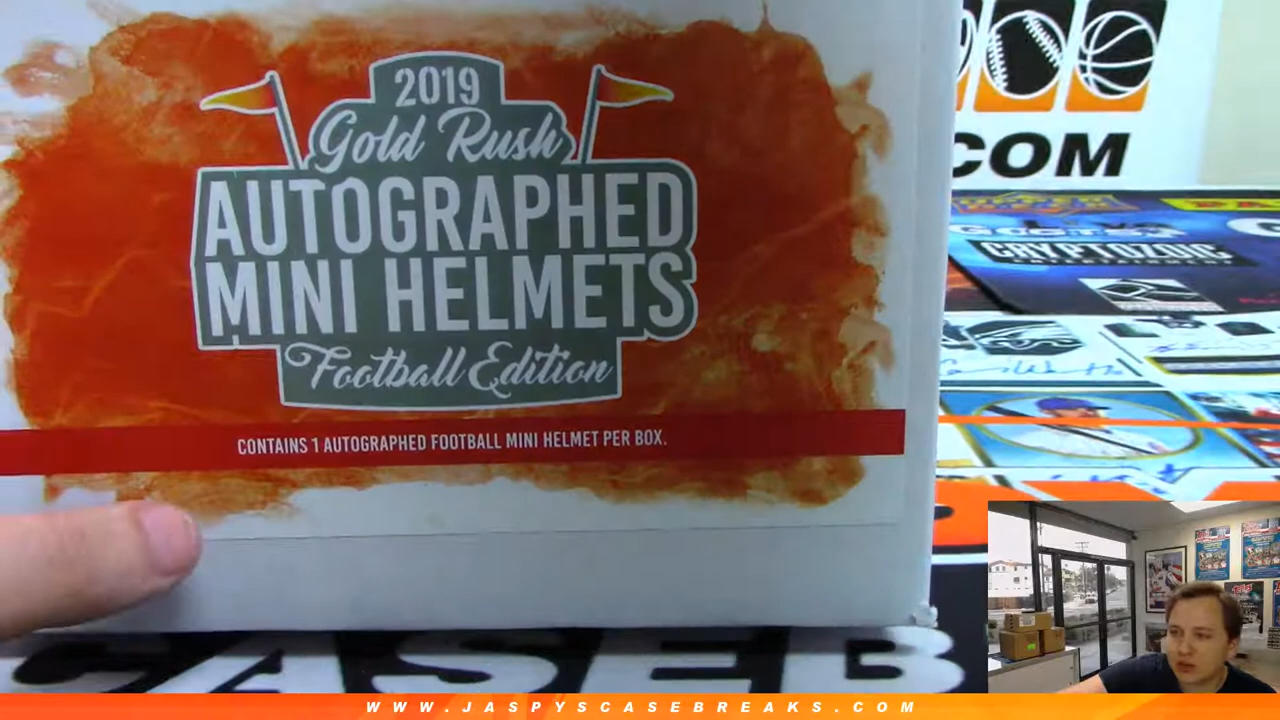 2019
Gold Rush
AUTOGRAPHED
MINI HELMETS
Football Edition
CONTAINS 1 AUTOGRAPHED FOOTBALL MINI HELMET PER BOX.
COM
CRYPTOZOIC
CASE B
WWW.JASPYSCASEBREAKS.COM